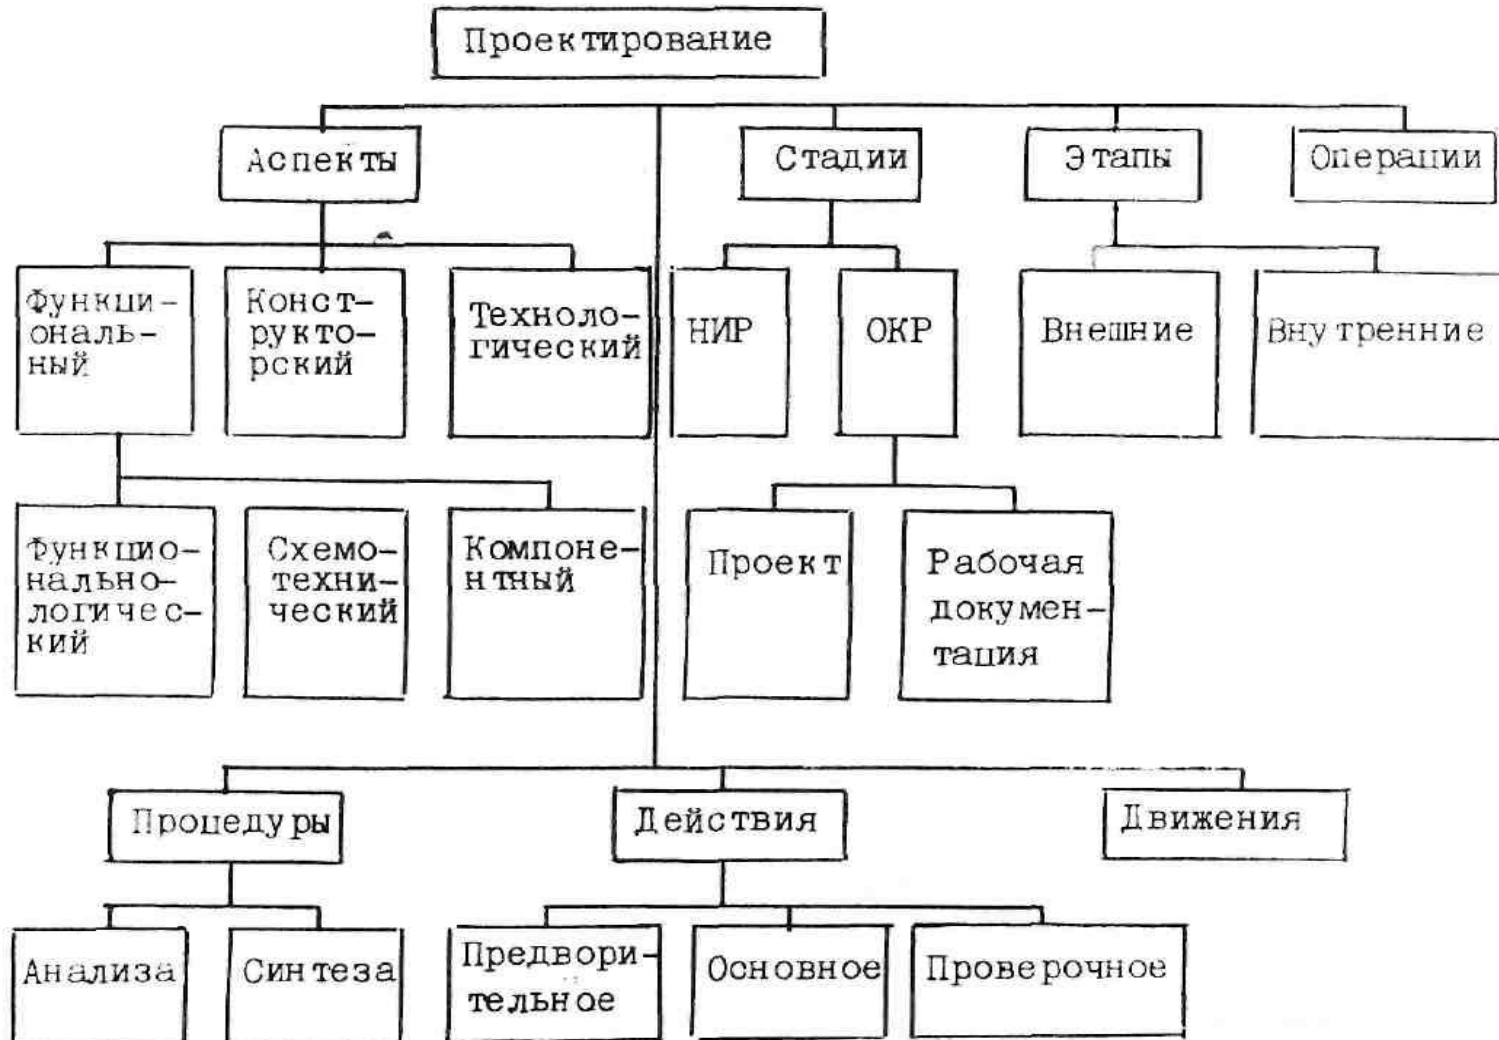 Проектирование
Аспекты
Стадии
Этапы
Операции
Функци-
ональ-
ный
Конст-
рукто-
рский
Техноло-
гический
НИР
ОКР
Внешние
Внутренние
Функцио-
нально-
логичес-
кий
Схемо-
техни-
ческий
Компоне-
нтный
Проект
Рабочая
докумен-
тация
Процедуры
Действия
Движения
Анализа
Синтеза
Предвори-
тельное
Основное
Проверочное